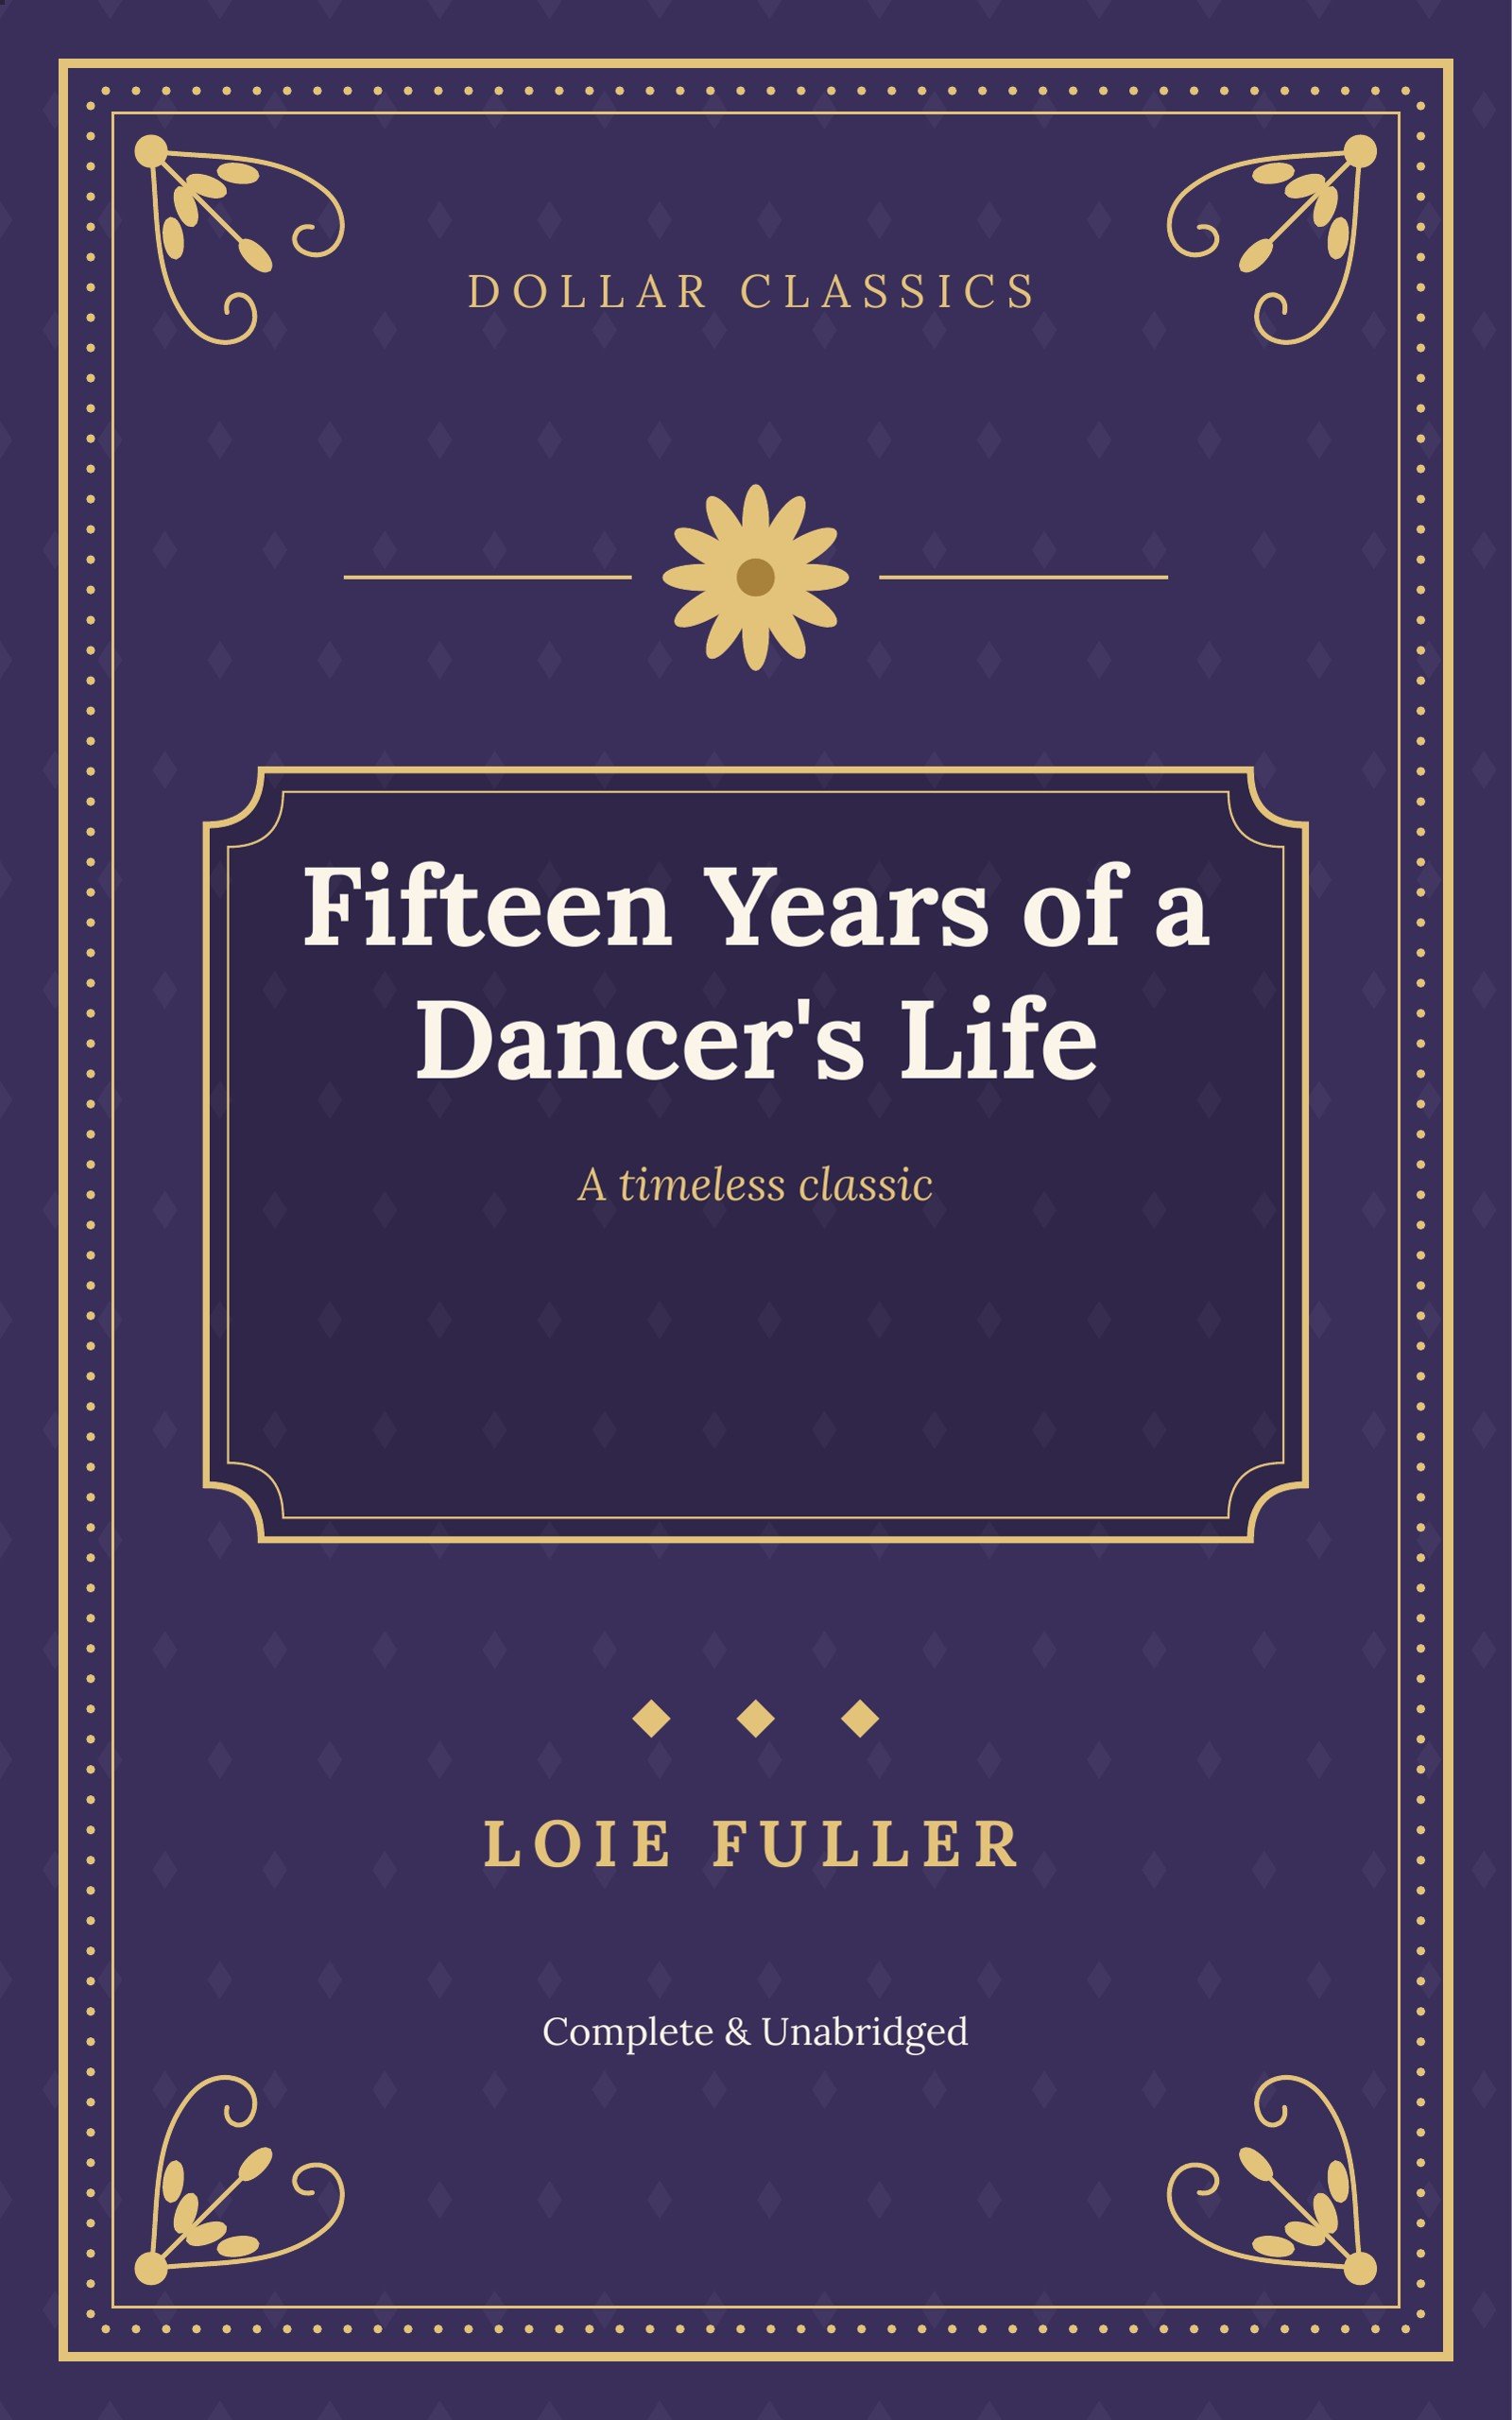 DOLLAR CLASSICS
Fifteen Years of a
Dancer's Life
A timeless classic
LOIE FULLER
Complete & Unabridged